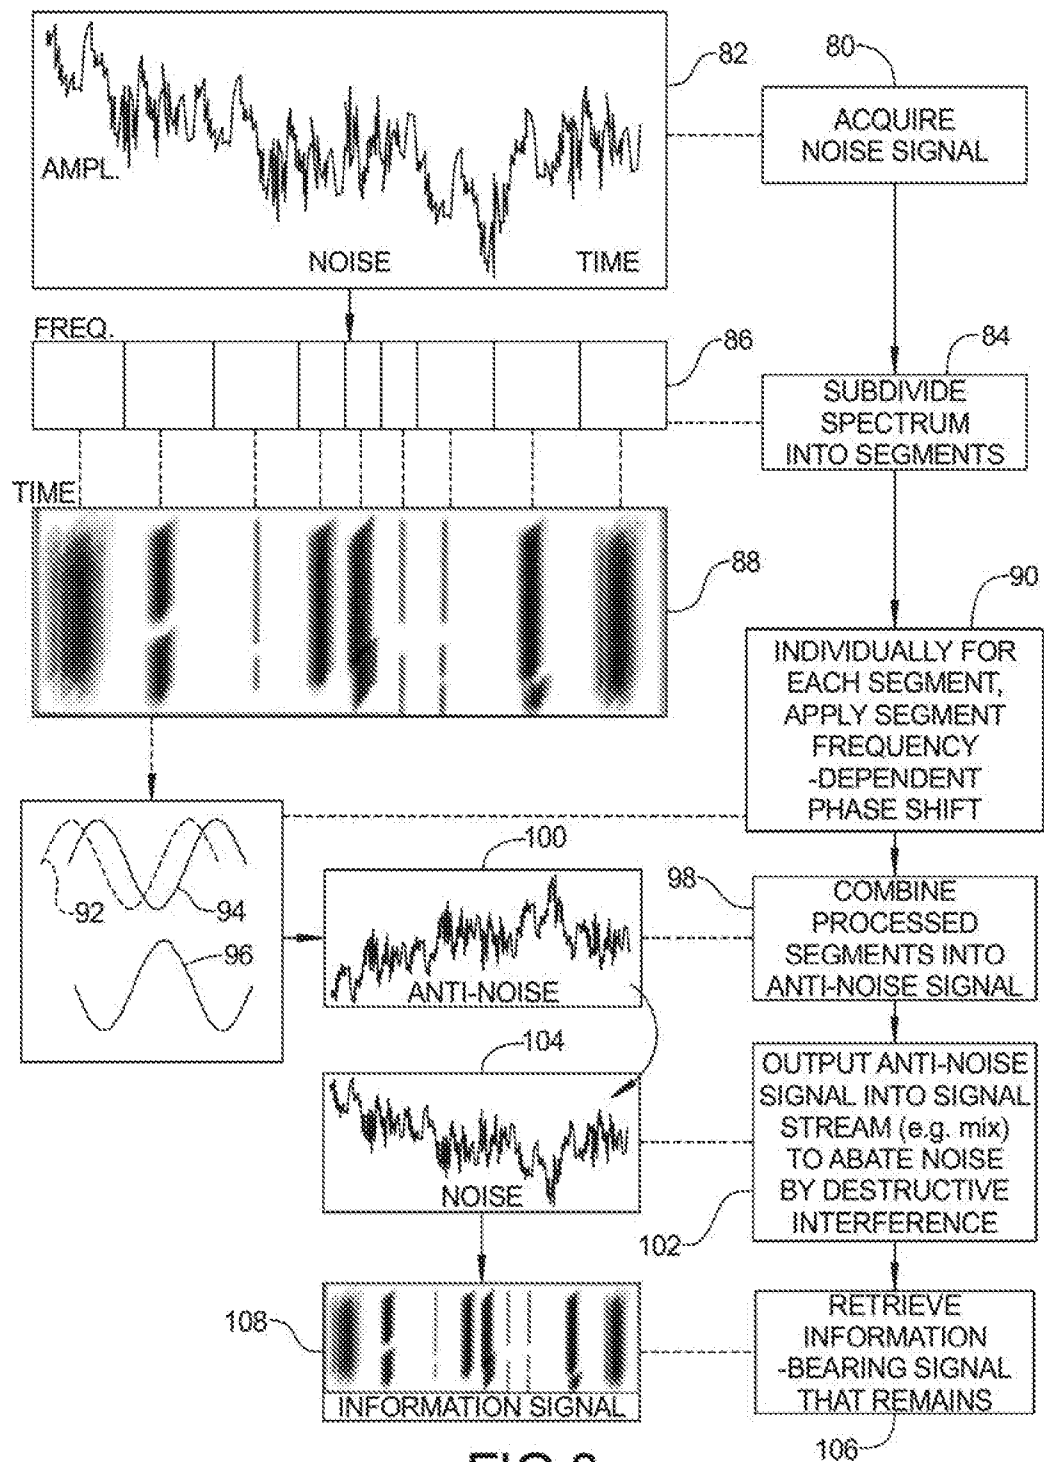 82
80
ACQUIRE
NOISE SIGNAL
AMPL.
NOISE
TIME
FREQ.
86
84
SUBDIVIDE
SPECTRUM
INTO SEGMENTS
TIME
88
90
INDIVIDUALLY FOR
EACH SEGMENT,
APPLY SEGMENT
FREQUENCY
-DEPENDENT
PHASE SHIFT
92
94
96
100
ANTI-NOISE
98
COMBINE
PROCESSED
SEGMENTS INTO
ANTI-NOISE SIGNAL
104
NOISE
OUTPUT ANTI-NOISE
SIGNAL INTO SIGNAL
STREAM (e.g. mix)
TO ABATE NOISE
BY DESTRUCTIVE
INTERFERENCE
102
108
INFORMATION SIGNAL
RETRIEVE
INFORMATION
-BEARING SIGNAL
THAT REMAINS
106